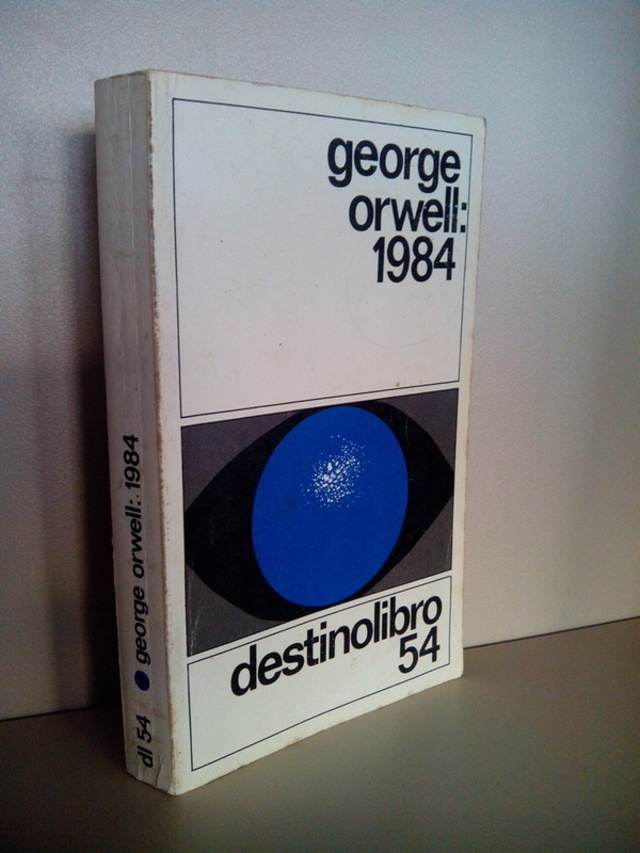 george
orwell:
1984
destinolibro
54
dl 54 george orwell: 1984